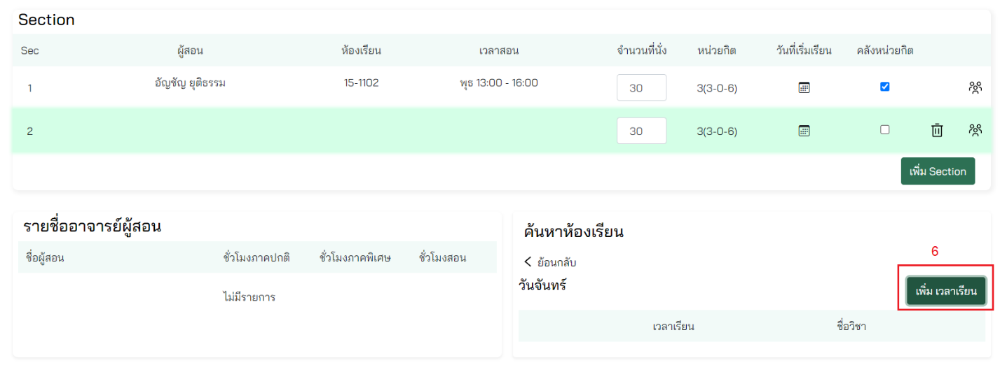 Section
Sec ผู้สอน ห้องเรียน เวลาสอน จำนวนที่นั่ง หน่วยกิต วันที่เริ่มเรียน คลังหน่วยกิต
1 อัญชัญ ยุติธรรม 15-1102 พุธ 13:00 - 16:00 30 3(3-0-6)
2 30 3(3-0-6)
เพิ่ม Section
รายชื่ออาจารย์ผู้สอน
ชื่อผู้สอน ชั่วโมงภาคปกติ ชั่วโมงภาคพิเศษ ชั่วโมงสอน
ไม่มีรายการ
ค้นหาห้องเรียน
6
ย้อนกลับ
วันจันทร์ เพิ่ม เวลาเรียน
เวลาเรียน ชื่อวิชา